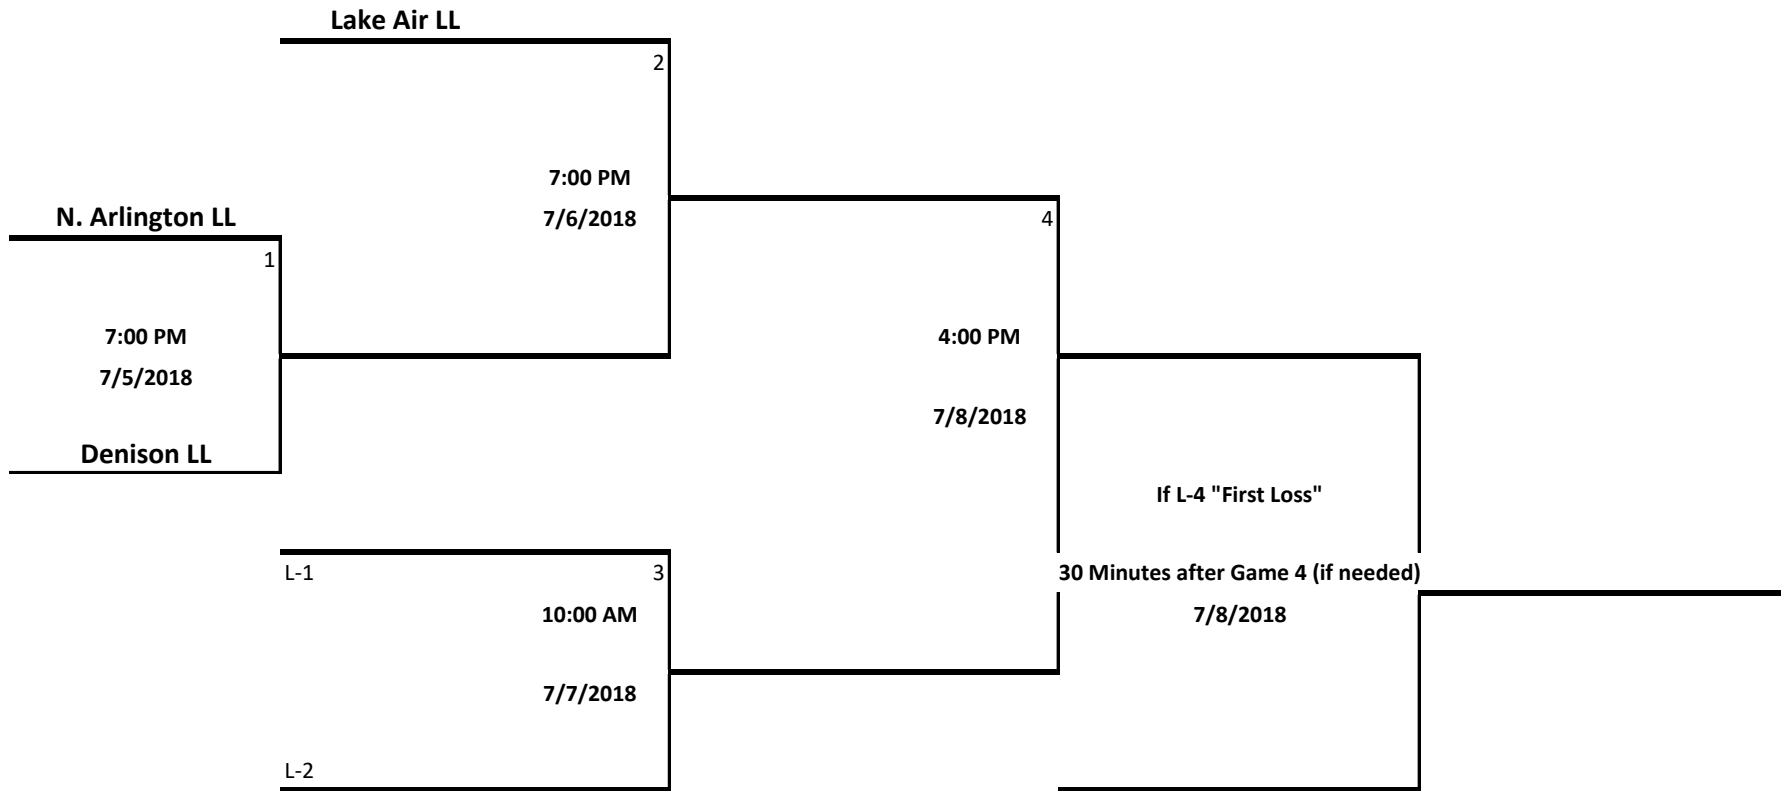 Lake Air LL
2
7:00 PM
7/6/2018
N. Arlington LL
1
7:00 PM
7/5/2018
Denison LL
4
4:00 PM
7/8/2018
If L-4 "First Loss"
30 Minutes after Game 4 (if needed)
7/8/2018
L-1
3
10:00 AM
7/7/2018
L-2